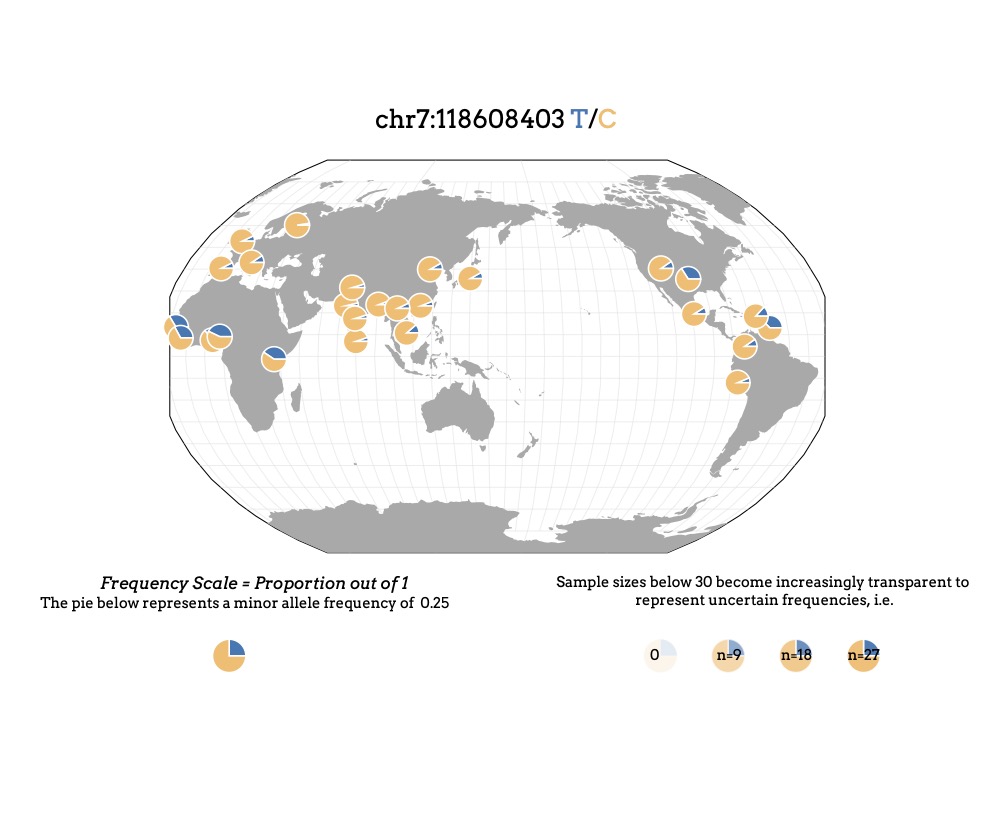 chr7:118608403 T/C
Frequency Scale = Proportion out of 1
The pie below represents a minor allele frequency of 0.25
Sample sizes below 30 become increasingly transparent to
represent uncertain frequencies, i.e.
0 n=9 n=18 n=27